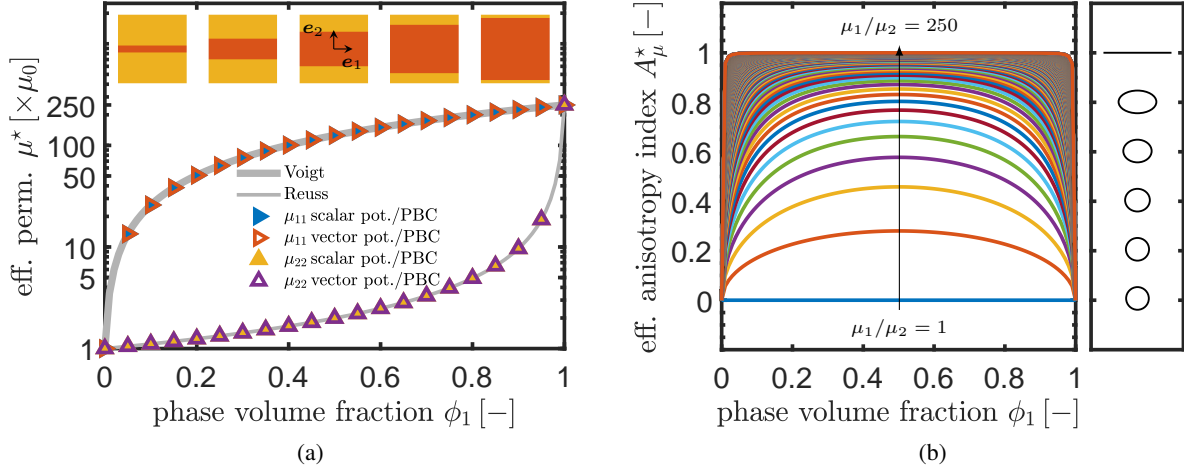 eff. perm. μ* [×μ0]
250
100
50
10
5
1
e2
e1
Voigt
Reuss
μ11 scalar pot./PBC
μ11 vector pot./PBC
μ22 scalar pot./PBC
μ22 vector pot./PBC
0 0.2 0.4 0.6 0.8 1
phase volume fraction ϕ1 [−]
(a)
eff. anisotropy index A⋆μ [−]
1
0.8
0.6
0.4
0.2
0
μ1/μ2 = 250
μ1/μ2 = 1
0 0.2 0.4 0.6 0.8 1
phase volume fraction ϕ1 [−]
(b)